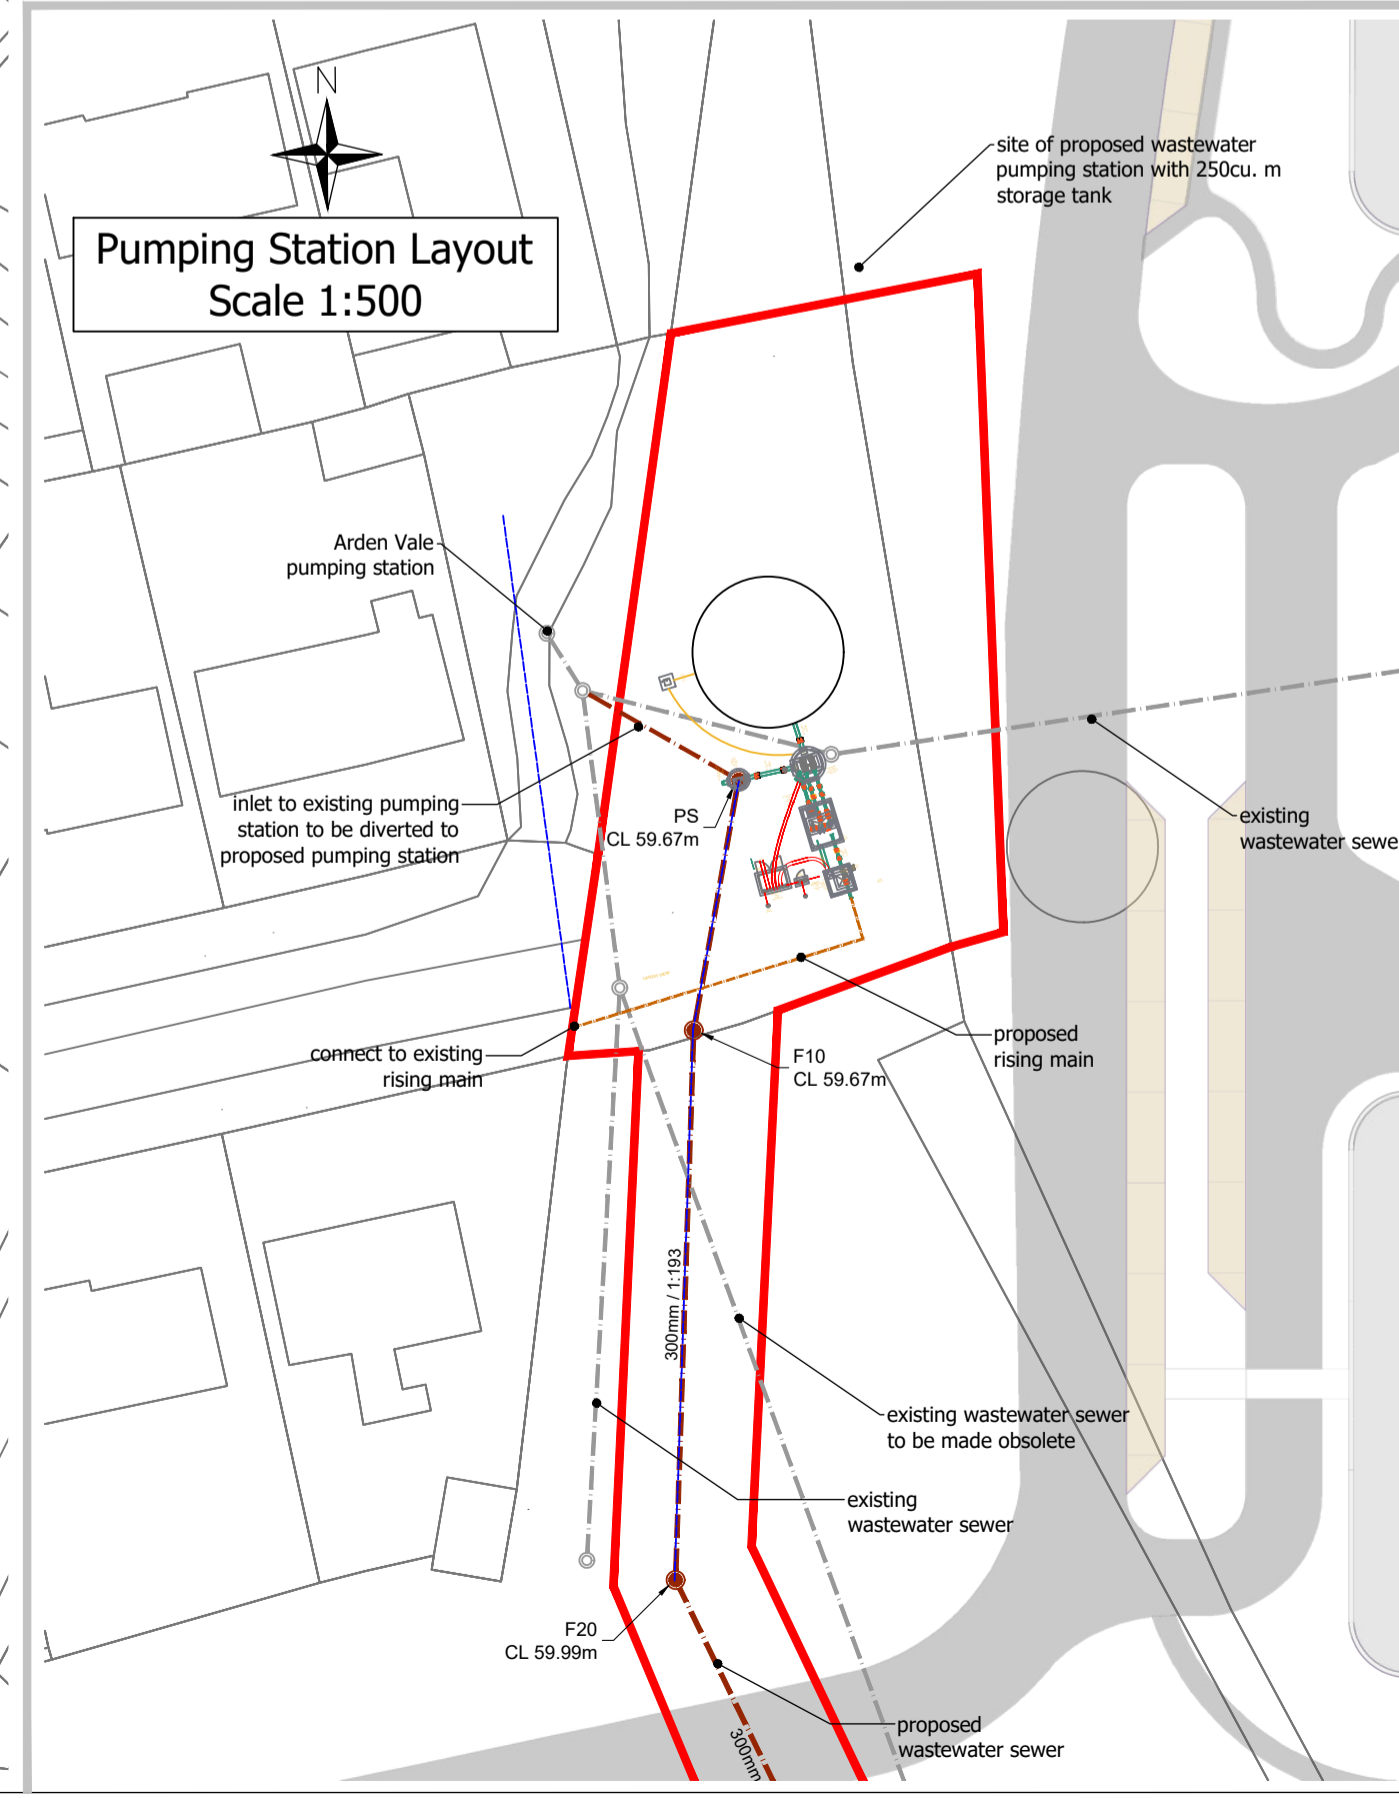 N
Pumping Station Layout
Scale 1:500
site of proposed wastewater
pumping station with 250cu. m
storage tank
Arden Vale
pumping station
inlet to existing pumping
station to be diverted to
proposed pumping station
PS
CL 59.67m
existing
wastewater sewe
connect to existing
rising main
F10
CL 59.67m
proposed
rising main
300mm / 1:193
existing wastewater sewer
to be made obsolete
existing
wastewater sewer
F20
CL 59.99m
proposed
wastewater sewer
300mm